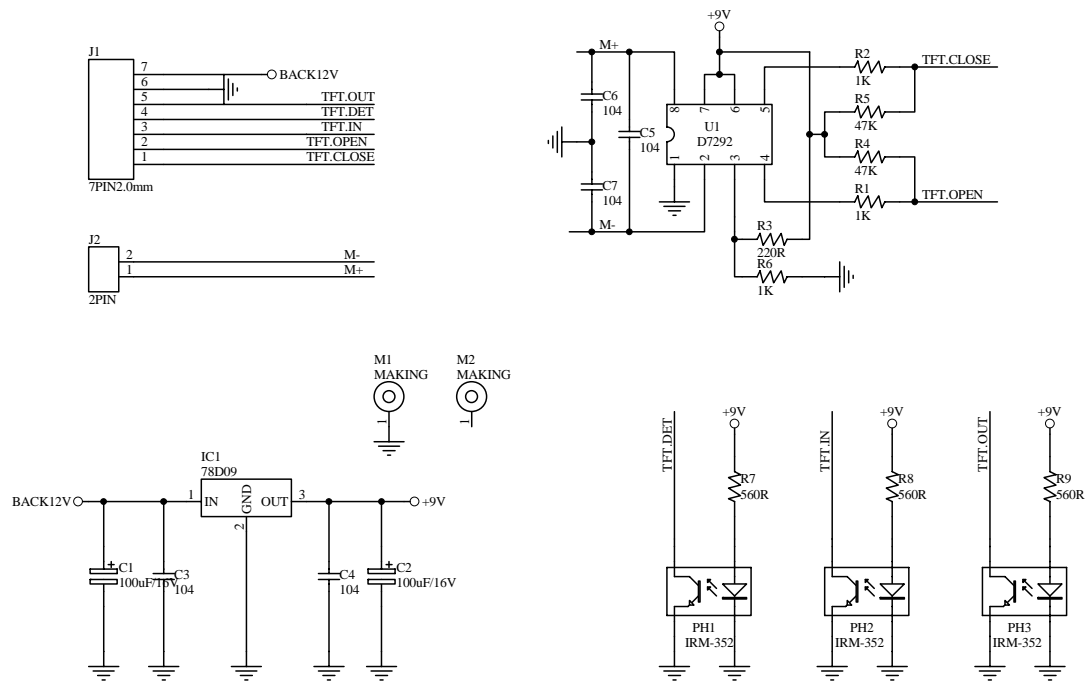 J1
7
BACK12V
6
5
TFT.OUT
4
TFT.DET
3
TFT.IN
2
TFT.OPEN
1
TFT.CLOSE
7PIN2.0mm
J2
2
M-
1
M+
2PIN
+9V
M+
C6
104
C5
104
C7
104
M-
8
7
6
5
U1
D7292
1
2
3
4
R2
1K
TFT.CLOSE
R5
47K
R4
47K
R1
1K
TFT.OPEN
R3
220R
R6
1K
M1
MAKING
1
M2
MAKING
1
IC1
78D09
BACK12V
1
IN
GND
OUT
3
2
+9V
+
C1
100uF/16V
C3
104
C4
104
+
C2
100uF/16V
TFT.DET
+9V
R7
560R
PH1
IRM-352
TFT.IN
+9V
R8
560R
PH2
IRM-352
TFT.OUT
+9V
R9
560R
PH3
IRM-352